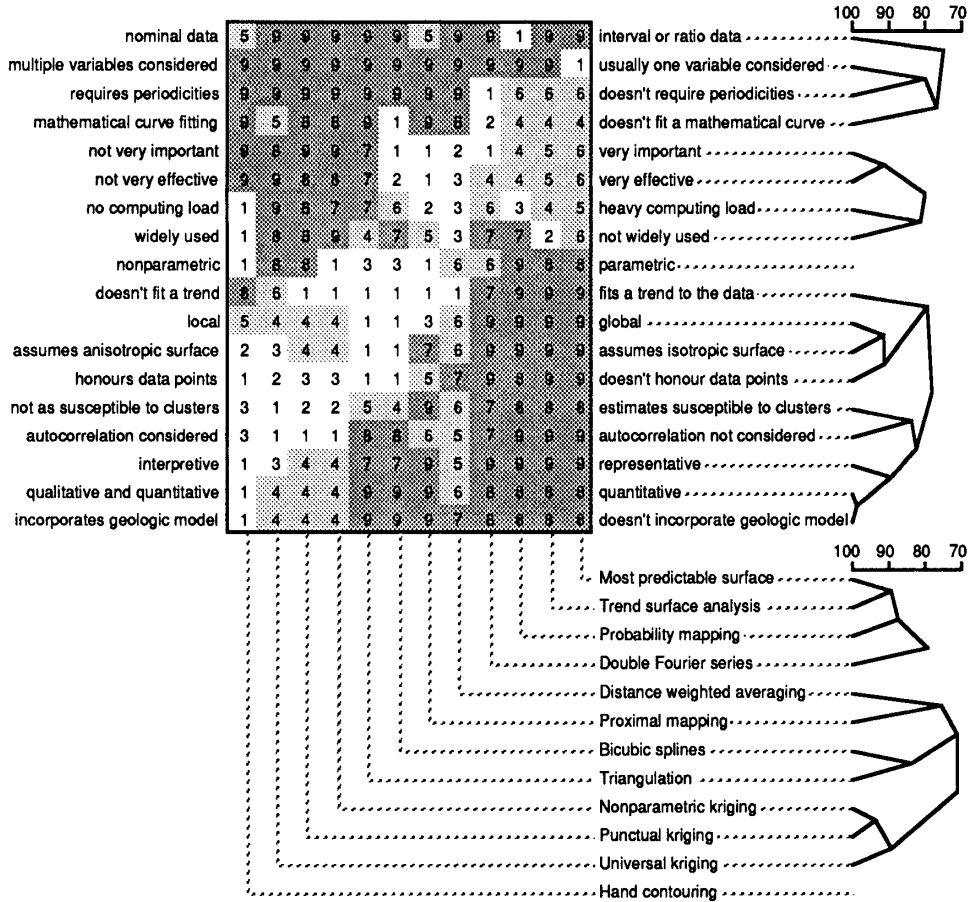 100 90 80 70
nominal data 5 9 9 9 9 9 5 9 9 1 9 9 interval or ratio data
multiple variables considered 9 9 9 9 9 9 9 9 9 9 9 1 usually one variable considered
requires periodicities 9 9 9 9 9 9 9 9 1 6 6 6 doesn't require periodicities
mathematical curve fitting 9 5 8 8 9 1 9 8 2 4 4 4 doesn't fit a mathematical curve
not very important 9 8 9 9 7 1 1 2 1 4 5 6 very important
not very effective 9 9 8 8 7 2 1 3 4 4 5 6 very effective
no computing load 1 9 8 7 7 6 2 3 6 3 4 5 heavy computing load
widely used 1 8 8 9 4 7 5 3 7 7 2 6 not widely used
nonparametric 1 8 8 1 3 3 1 6 6 9 8 8 parametric
doesn't fit a trend 8 6 1 1 1 1 1 1 7 9 9 9 fits a trend to the data
local 5 4 4 4 1 1 3 6 9 9 9 9 global
assumes anisotropic surface 2 3 4 4 1 1 7 6 9 9 9 9 assumes isotropic surface
honours data points 1 2 3 3 1 1 5 7 9 8 9 9 doesn't honour data points
not as susceptible to clusters 3 1 2 2 5 4 9 6 7 8 8 8 estimates susceptible to clusters
autocorrelation considered 3 1 1 1 8 8 6 5 7 9 9 9 autocorrelation not considered
interpretive 1 3 4 4 7 7 9 5 9 9 9 9 representative
qualitative and quantitative 1 4 4 4 9 9 9 6 8 8 8 8 quantitative
incorporates geologic model 1 4 4 4 9 9 9 7 8 8 8 8 doesn't incorporate geologic model
100 90 80 70
Most predictable surface
Trend surface analysis
Probability mapping
Double Fourier series
Distance weighted averaging
Proximal mapping
Bicubic splines
Triangulation
Nonparametric kriging
Punctual kriging
Universal kriging
Hand contouring